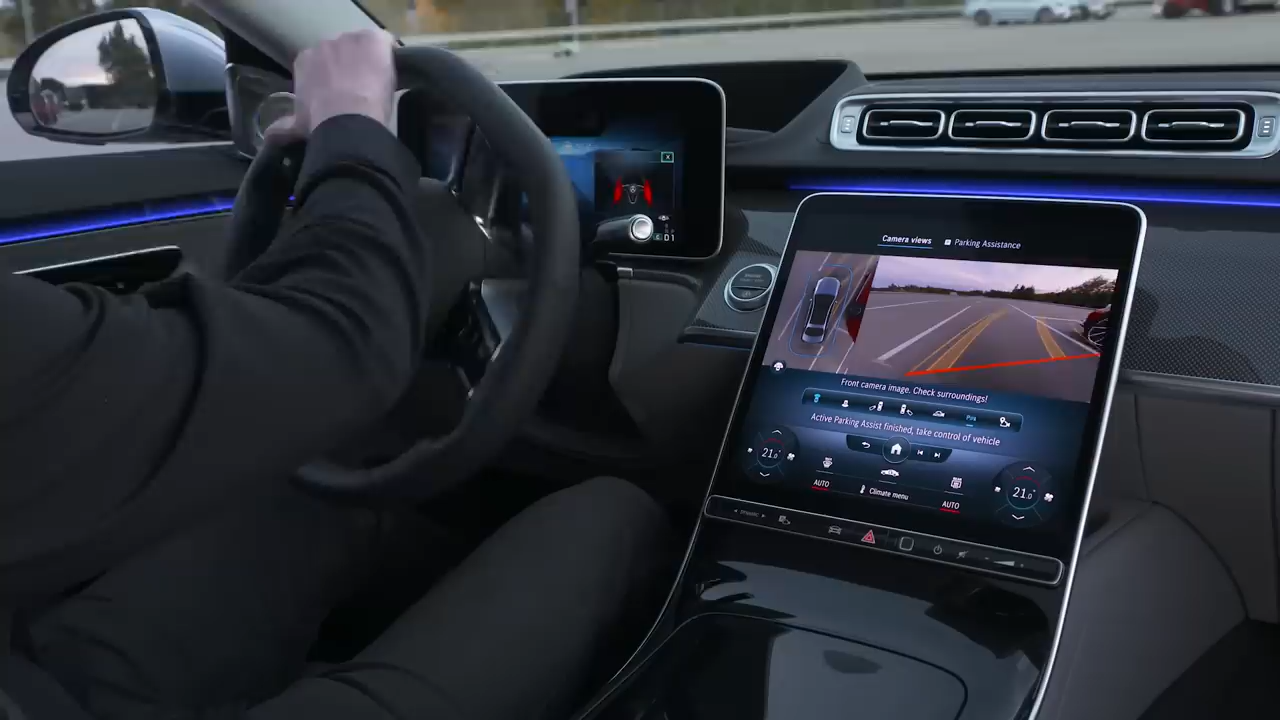 D1
Camera views
Parking Assistance
Front camera image. Check surroundings!
Active Parking Assist finished, take control of vehicle
21.0
AUTO
Climate menu
AUTO
21.0